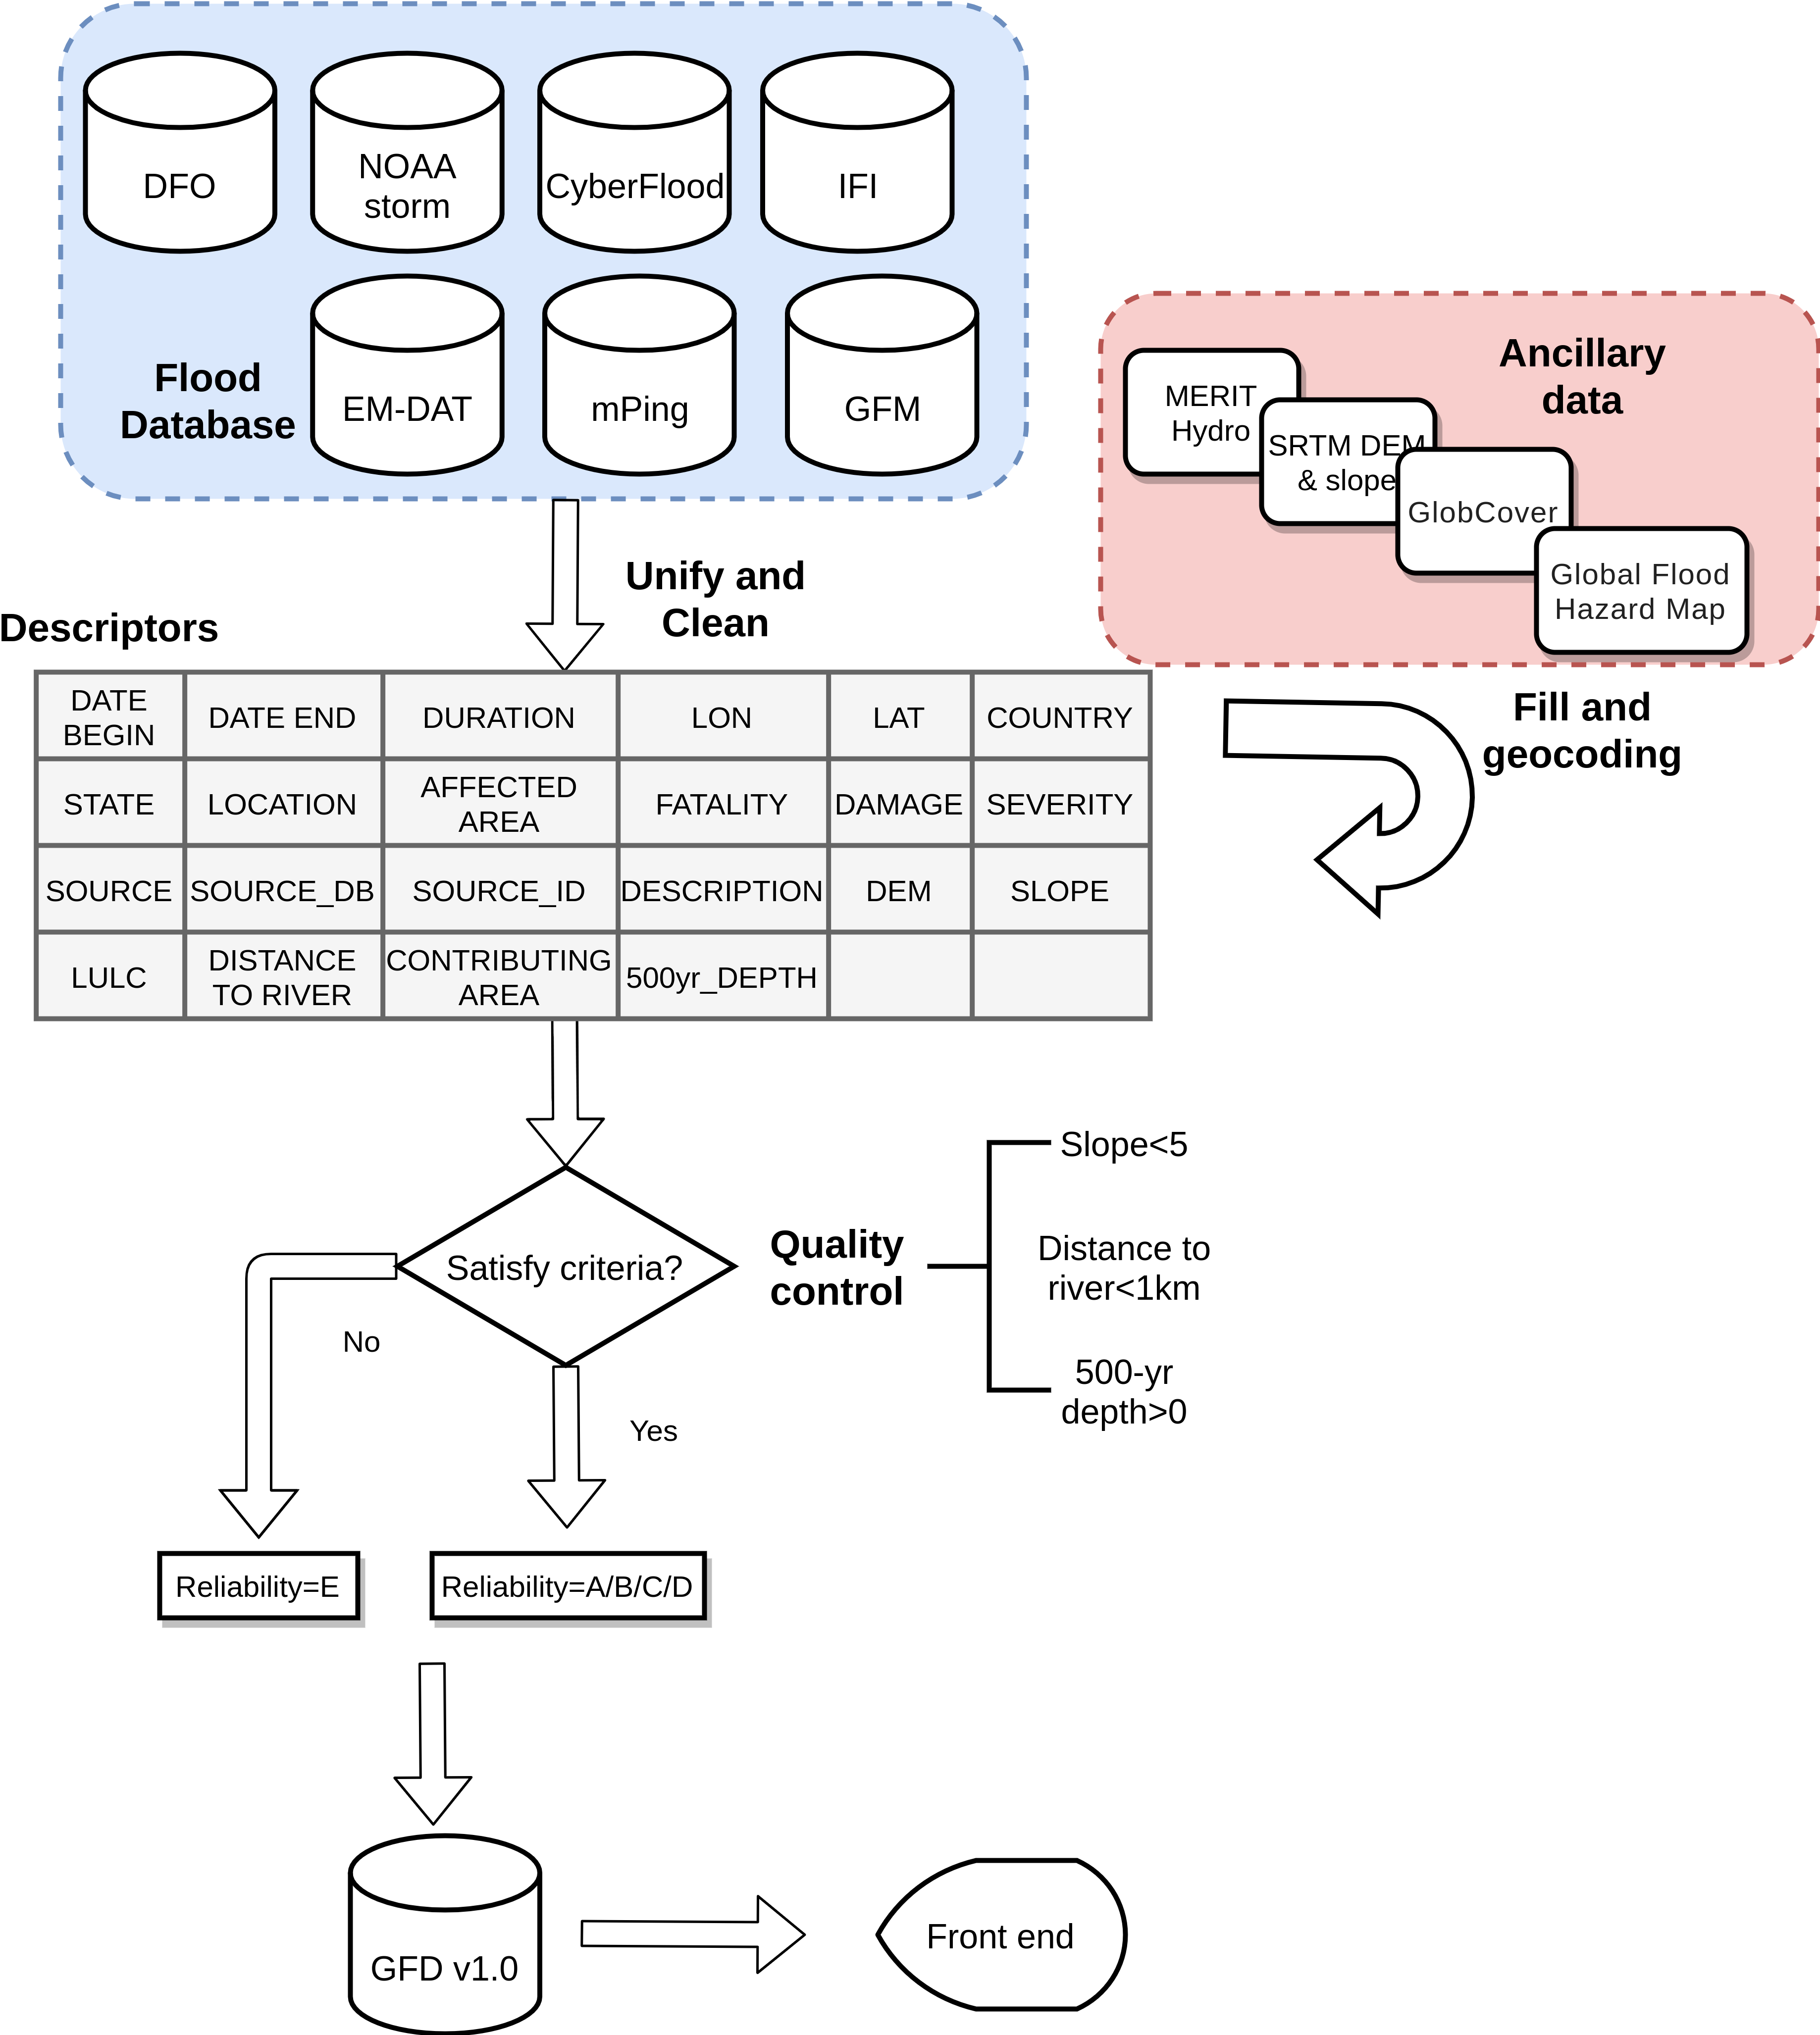 DFO
NOAA
storm
CyberFlood
IFI
Flood
Database
EM-DAT
mPing
GFM
Ancillary
data
MERIT
Hydro
SRTM DEM
& slope
GlobCover
Global Flood
Hazard Map
Unify and
Clean
Descriptors
Fill and
geocoding
DATE
BEGIN
DATE END
DURATION
LON
LAT
COUNTRY
STATE
LOCATION
AFFECTED
AREA
FATALITY
DAMAGE
SEVERITY
SOURCE
SOURCE_DB
SOURCE_ID
DESCRIPTION
DEM
SLOPE
LULC
DISTANCE
TO RIVER
CONTRIBUTING
AREA
500yr_DEPTH
Satisfy criteria?
Quality
control
Slope<5
Distance to
river<1km
500-yr
depth>0
No
Yes
Reliability=E
Reliability=A/B/C/D
GFD v1.0
Front end